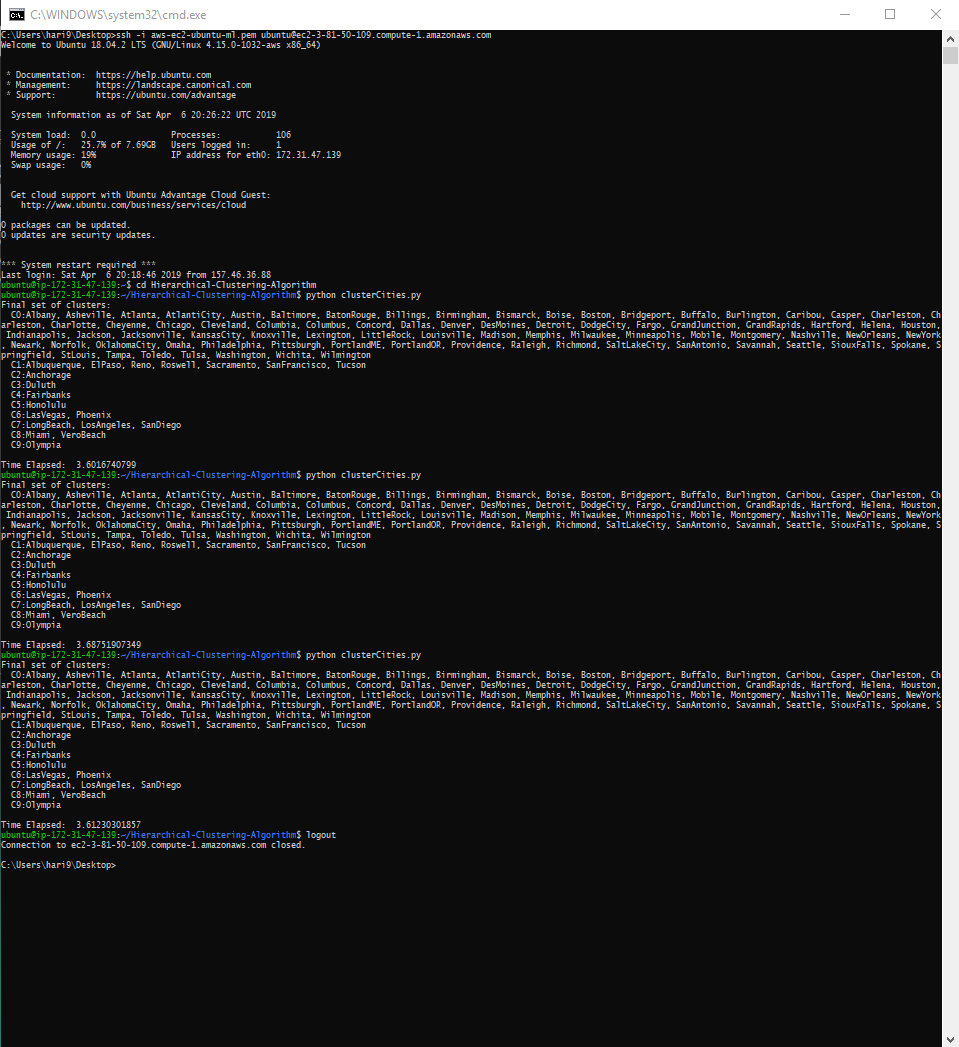 C:\WINDOWS\system32\cmd.exe
C:\Users\hari9\Desktop>ssh -i aws-ec2-ubuntu-ml.pem ubuntu@ec2-3-81-50-109.compute-1.amazonaws.com
Welcome to Ubuntu 18.04.2 LTS (GNU/Linux 4.15.0-1032-aws x86_64)
* Documentation:  https://help.ubuntu.com
* Management:     https://landscape.canonical.com
* Support:        https://ubuntu.com/advantage
System information as of Sat Apr  6 20:26:22 UTC 2019
System load:  0.0               Processes:           106
Usage of /:   25.7% of 7.69GB   Users logged in:     1
Memory usage: 19%               IP address for eth0: 172.31.47.139
Swap usage:   0%
Get cloud support with Ubuntu Advantage Cloud Guest:
http://www.ubuntu.com/business/services/cloud
0 packages can be updated.
0 updates are security updates.
*** System restart required ***
Last login: Sat Apr  6 20:18:46 2019 from 157.46.36.88
ubuntu@ip-172-31-47-139:~$ cd Hierarchical-Clustering-Algorithm
ubuntu@ip-172-31-47-139:~/Hierarchical-Clustering-Algorithm$ python clusterCities.py
Final set of clusters:
C0:Albany, Asheville, Atlanta, AtlantiCity, Austin, Baltimore, BatonRouge, Billings, Birmingham, Bismarck, Boise, Boston, Bridgeport, Buffalo, Burlington, Caribou, Casper, Charleston, Ch
arleston, Charlotte, Cheyenne, Chicago, Cleveland, Columbia, Columbus, Concord, Dallas, Denver, DesMoines, Detroit, DodgeCity, Fargo, GrandJunction, GrandRapids, Hartford, Helena, Houston,
Indianapolis, Jackson, Jacksonville, KansasCity, Knoxville, Lexington, LittleRock, Louisville, Madison, Memphis, Milwaukee, Minneapolis, Mobile, Montgomery, Nashville, NewOrleans, NewYork
, Newark, Norfolk, OklahomaCity, Omaha, Philadelphia, Pittsburgh, PortlandME, PortlandOR, Providence, Raleigh, Richmond, SaltLakeCity, SanAntonio, Savannah, Seattle, SiouxFalls, Spokane, S
pringfield, StLouis, Tampa, Toledo, Tulsa, Washington, Wichita, Wilmington
C1:Albuquerque, ElPaso, Reno, Roswell, Sacramento, SanFrancisco, Tucson
C2:Anchorage
C3:Duluth
C4:Fairbanks
C5:Honolulu
C6:LasVegas, Phoenix
C7:LongBeach, LosAngeles, SanDiego
C8:Miami, VeroBeach
C9:Olympia
Time Elapsed:  3.6016740799
ubuntu@ip-172-31-47-139:~/Hierarchical-Clustering-Algorithm$ python clusterCities.py
Final set of clusters:
C0:Albany, Asheville, Atlanta, AtlantiCity, Austin, Baltimore, BatonRouge, Billings, Birmingham, Bismarck, Boise, Boston, Bridgeport, Buffalo, Burlington, Caribou, Casper, Charleston, Ch
arleston, Charlotte, Cheyenne, Chicago, Cleveland, Columbia, Columbus, Concord, Dallas, Denver, DesMoines, Detroit, DodgeCity, Fargo, GrandJunction, GrandRapids, Hartford, Helena, Houston,
Indianapolis, Jackson, Jacksonville, KansasCity, Knoxville, Lexington, LittleRock, Louisville, Madison, Memphis, Milwaukee, Minneapolis, Mobile, Montgomery, Nashville, NewOrleans, NewYork
, Newark, Norfolk, OklahomaCity, Omaha, Philadelphia, Pittsburgh, PortlandME, PortlandOR, Providence, Raleigh, Richmond, SaltLakeCity, SanAntonio, Savannah, Seattle, SiouxFalls, Spokane, S
pringfield, StLouis, Tampa, Toledo, Tulsa, Washington, Wichita, Wilmington
C1:Albuquerque, ElPaso, Reno, Roswell, Sacramento, SanFrancisco, Tucson
C2:Anchorage
C3:Duluth
C4:Fairbanks
C5:Honolulu
C6:LasVegas, Phoenix
C7:LongBeach, LosAngeles, SanDiego
C8:Miami, VeroBeach
C9:Olympia
Time Elapsed:  3.68751907349
ubuntu@ip-172-31-47-139:~/Hierarchical-Clustering-Algorithm$ python clusterCities.py
Final set of clusters:
C0:Albany, Asheville, Atlanta, AtlantiCity, Austin, Baltimore, BatonRouge, Billings, Birmingham, Bismarck, Boise, Boston, Bridgeport, Buffalo, Burlington, Caribou, Casper, Charleston, Ch
arleston, Charlotte, Cheyenne, Chicago, Cleveland, Columbia, Columbus, Concord, Dallas, Denver, DesMoines, Detroit, DodgeCity, Fargo, GrandJunction, GrandRapids, Hartford, Helena, Houston,
Indianapolis, Jackson, Jacksonville, KansasCity, Knoxville, Lexington, LittleRock, Louisville, Madison, Memphis, Milwaukee, Minneapolis, Mobile, Montgomery, Nashville, NewOrleans, NewYork
, Newark, Norfolk, OklahomaCity, Omaha, Philadelphia, Pittsburgh, PortlandME, PortlandOR, Providence, Raleigh, Richmond, SaltLakeCity, SanAntonio, Savannah, Seattle, SiouxFalls, Spokane, S
pringfield, StLouis, Tampa, Toledo, Tulsa, Washington, Wichita, Wilmington
C1:Albuquerque, ElPaso, Reno, Roswell, Sacramento, SanFrancisco, Tucson
C2:Anchorage
C3:Duluth
C4:Fairbanks
C5:Honolulu
C6:LasVegas, Phoenix
C7:LongBeach, LosAngeles, SanDiego
C8:Miami, VeroBeach
C9:Olympia
Time Elapsed:  3.61230301857
ubuntu@ip-172-31-47-139:~/Hierarchical-Clustering-Algorithm$ logout
Connection to ec2-3-81-50-109.compute-1.amazonaws.com closed.
C:\Users\hari9\Desktop>